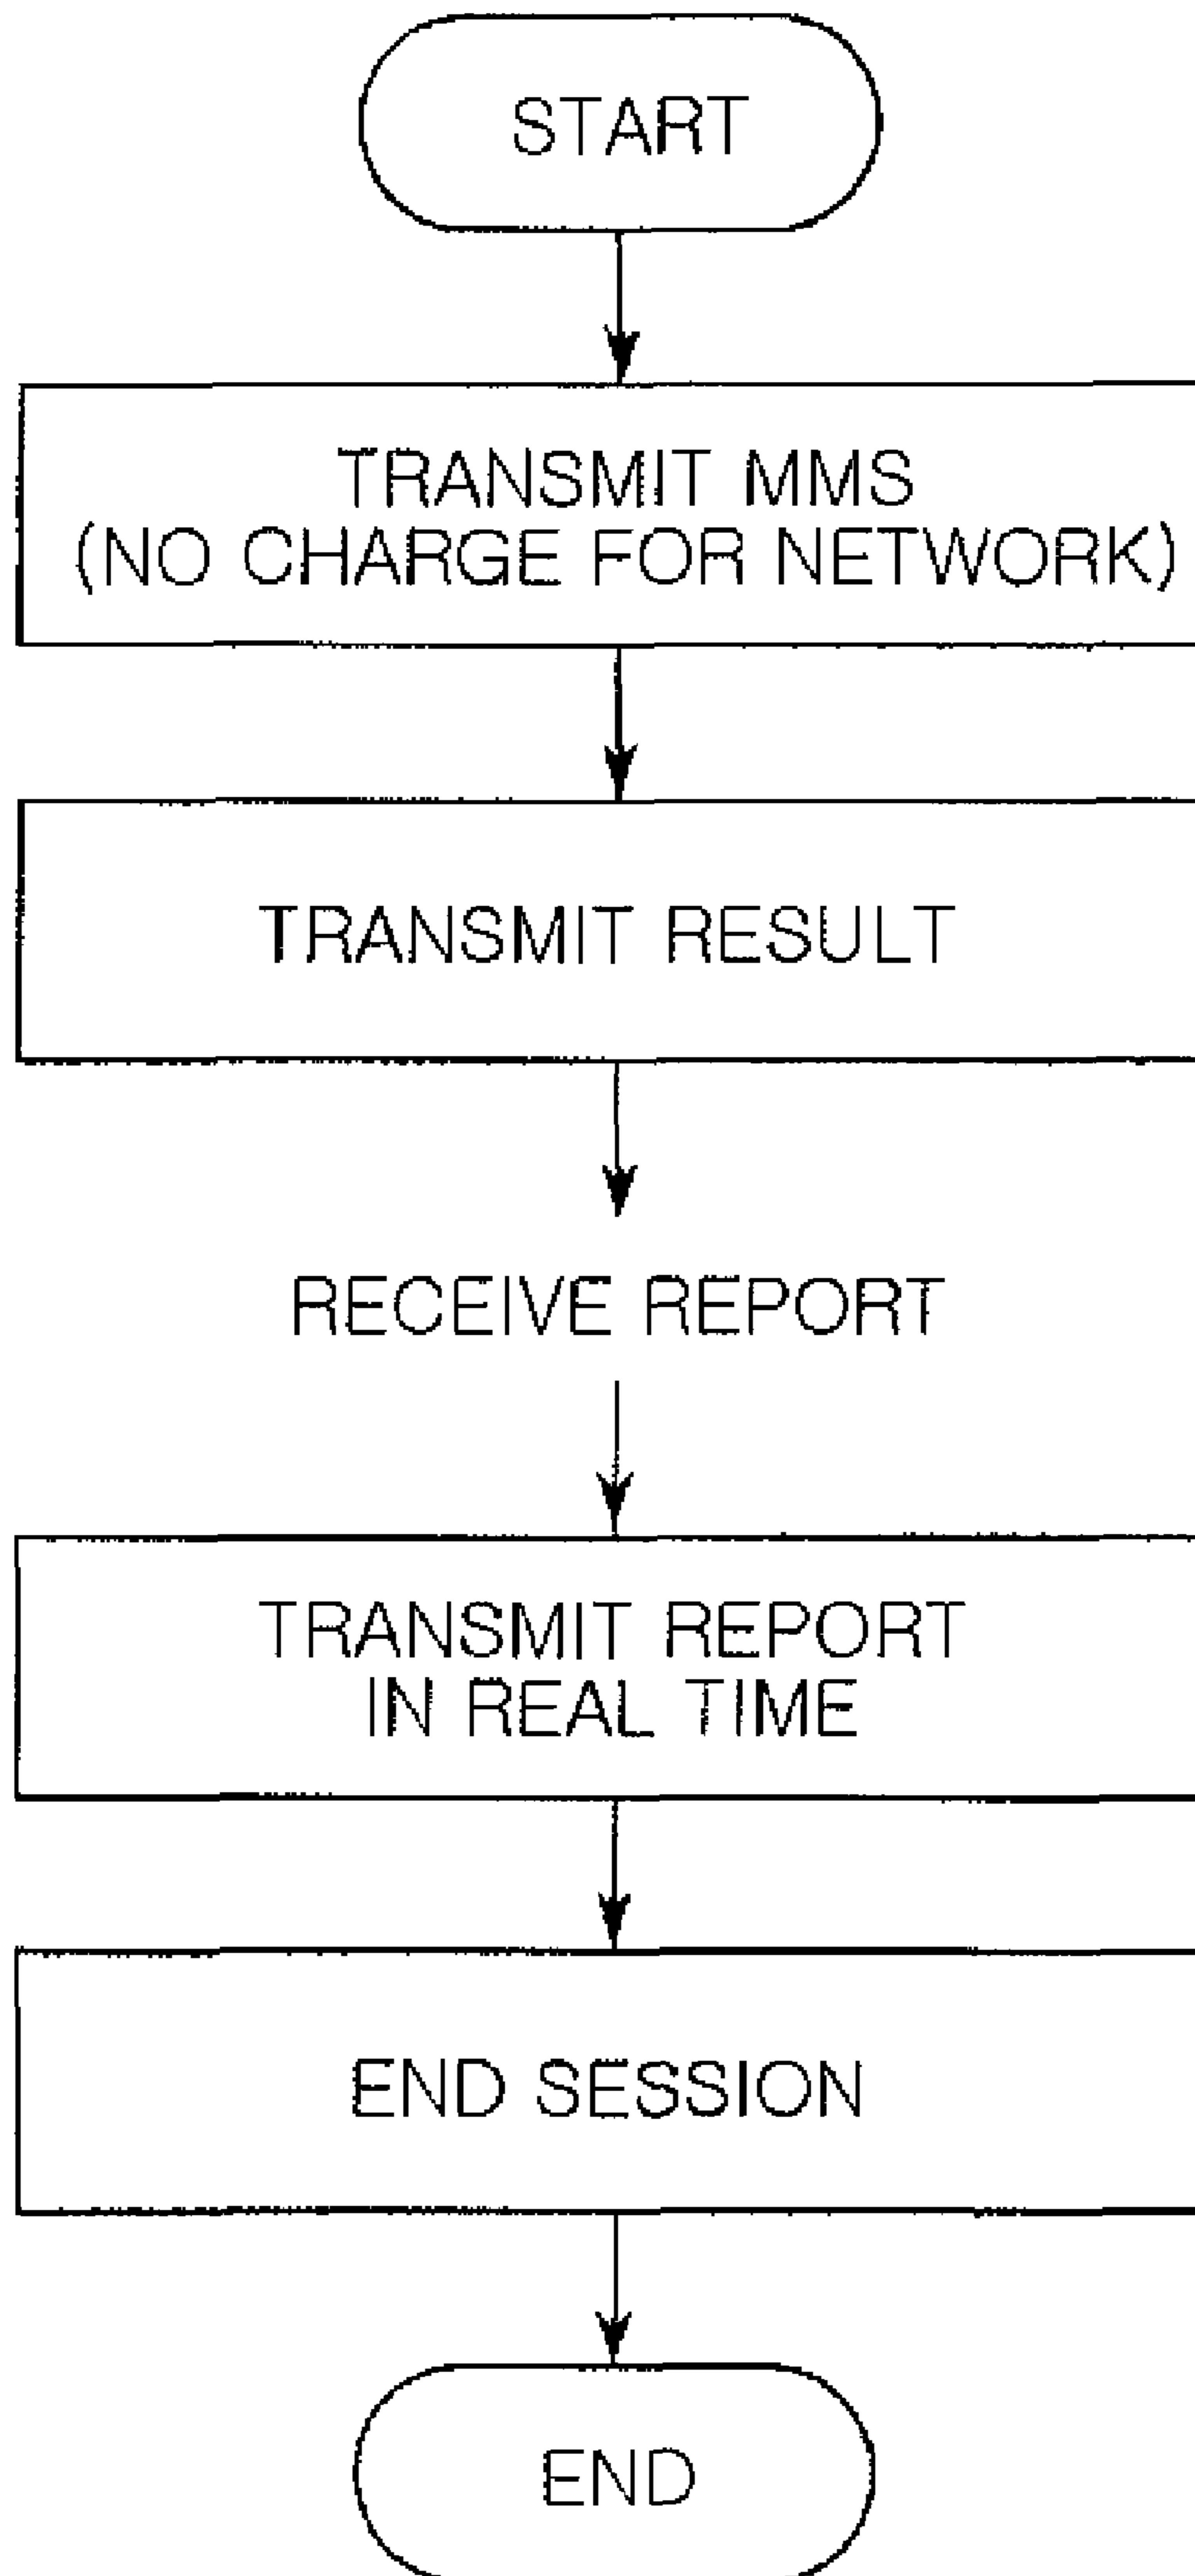 START
TRANSMIT MMS
(NO CHARGE FOR NETWORK)
TRANSMIT RESULT
RECEIVE REPORT
TRANSMIT REPORT
IN REAL TIME
END SESSION
END